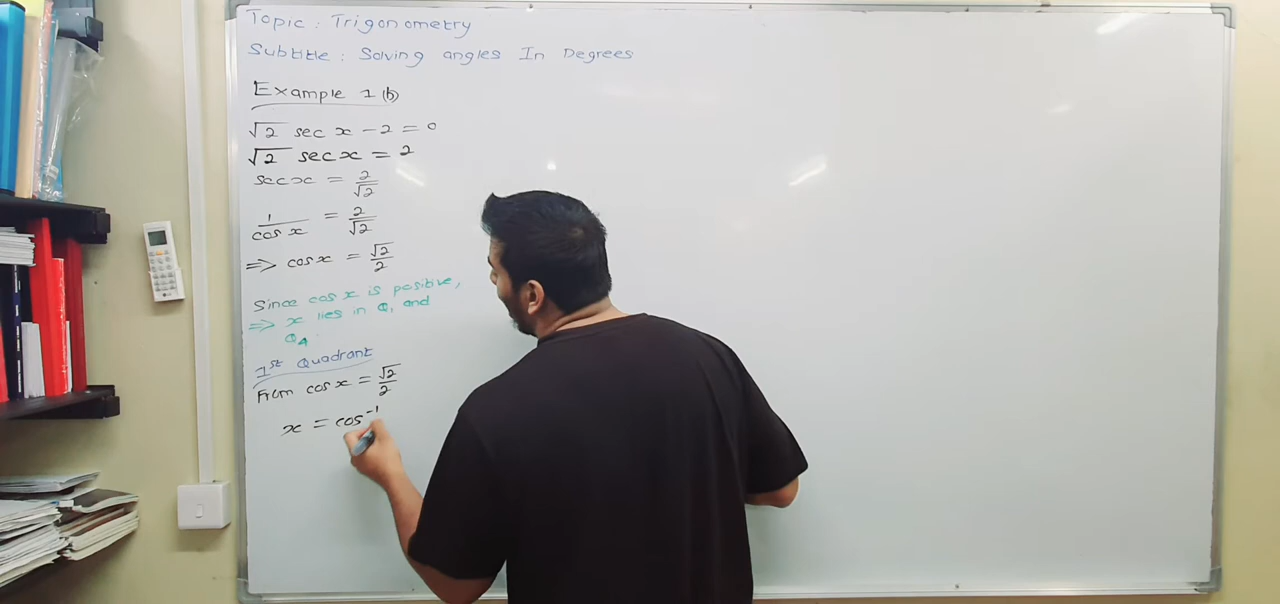 Topic : Trigonometry
Subtitle : Solving angles In Degrees
Example 1 (b)
√2 sec x − 2 = 0
√2 sec x = 2
sec x = 2/√2
1/cos x = 2/√2
⇒ cos x = √2/2
Since cos x is positive,
⇒ x lies in Q1 and
Q4
1st Quadrant
From cos x = √2/2
x = cos⁻¹